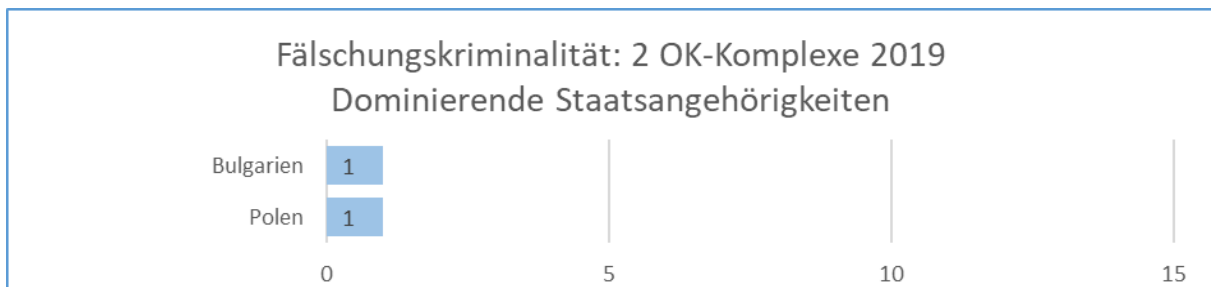 Fälschungskriminalität: 2 OK-Komplexe 2019
Dominierende Staatsangehörigkeiten
Bulgarien 1
Polen 1
0 5 10 15